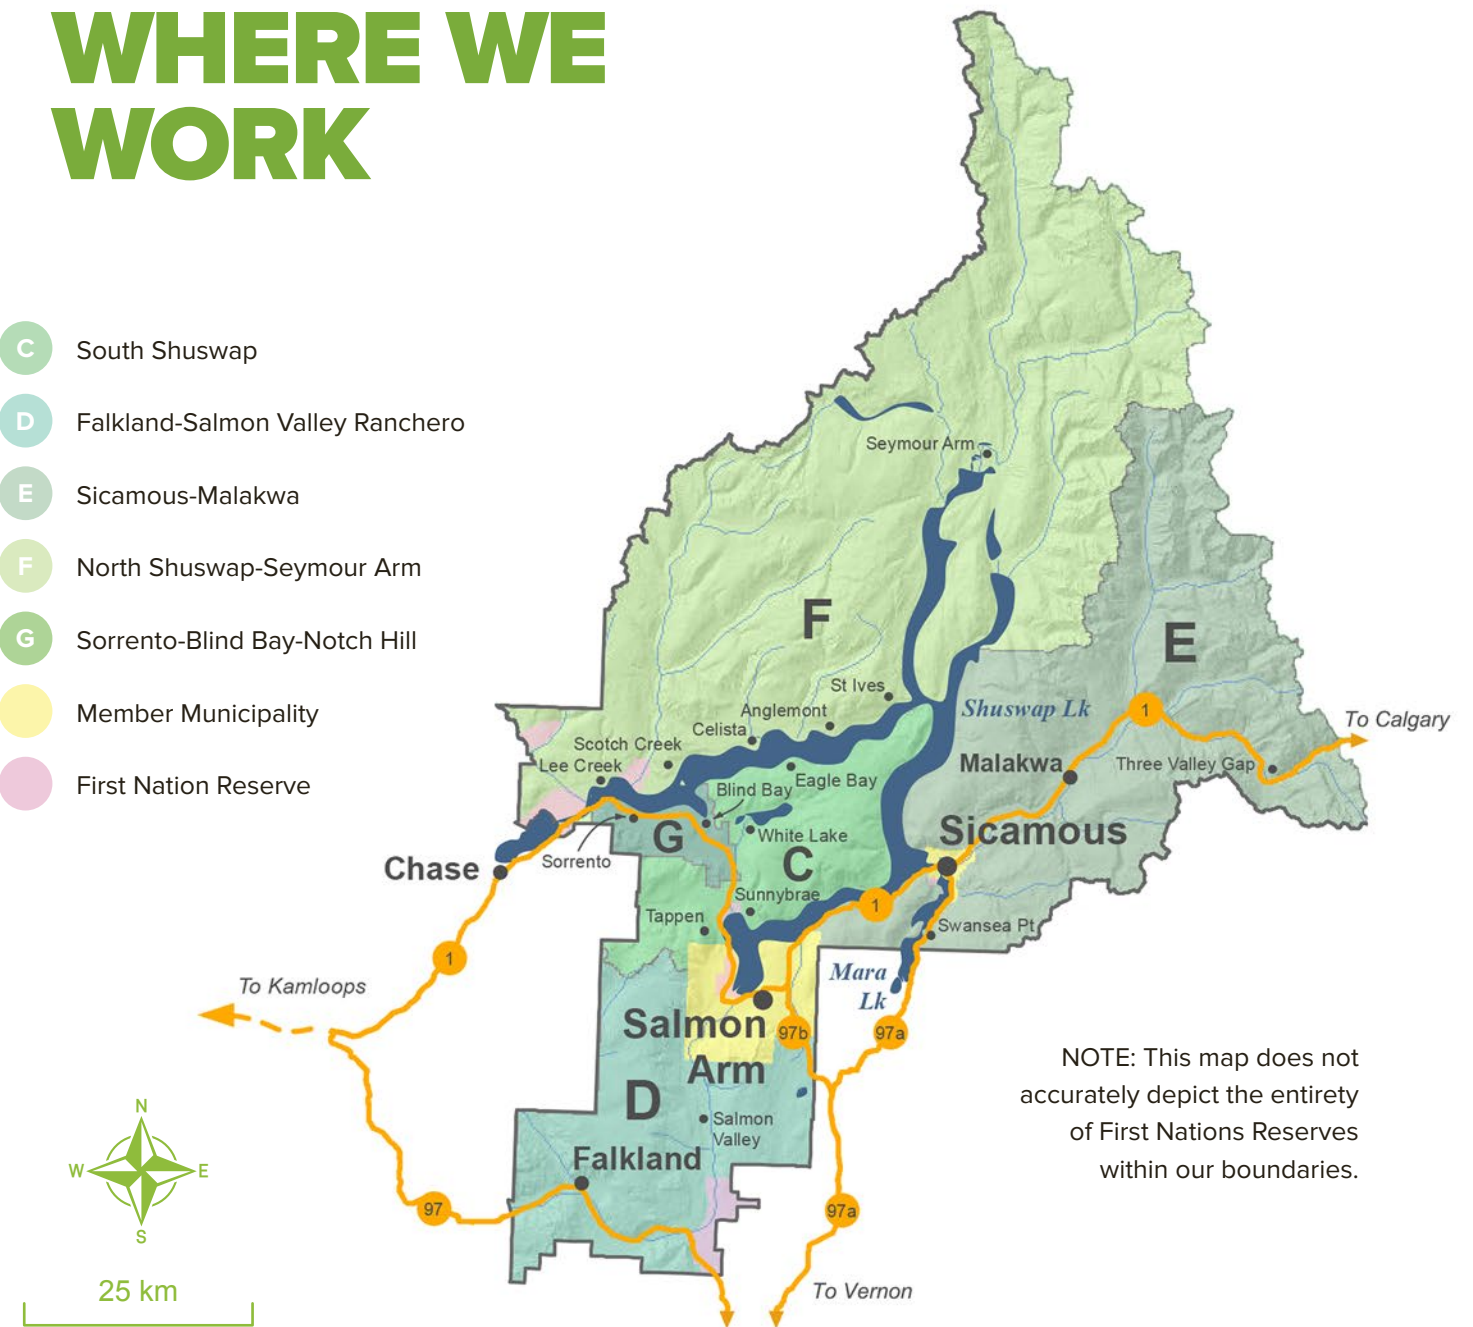 WHERE WE
WORK
C South Shuswap
D Falkland-Salmon Valley Ranchero
E Sicamous-Malakwa
F North Shuswap-Seymour Arm
G Sorrento-Blind Bay-Notch Hill
Member Municipality
First Nation Reserve
Seymour Arm
F
E
St Ives
Shuswap Lk
1
To Calgary
Anglemont
Celista
Scotch Creek
Lee Creek
Malakwa
Three Valley Gap
Eagle Bay
Blind Bay
G
White Lake
Sicamous
C
Sorrento
Chase
Sunnybrae
1
Tappen
Swansea Pt
1
Mara
Lk
To Kamloops
Salmon
Arm
97b
97a
D
Salmon
Valley
Falkland
97
97a
To Vernon
NOTE: This map does not
accurately depict the entirety
of First Nations Reserves
within our boundaries.
N
W E
S
25 km